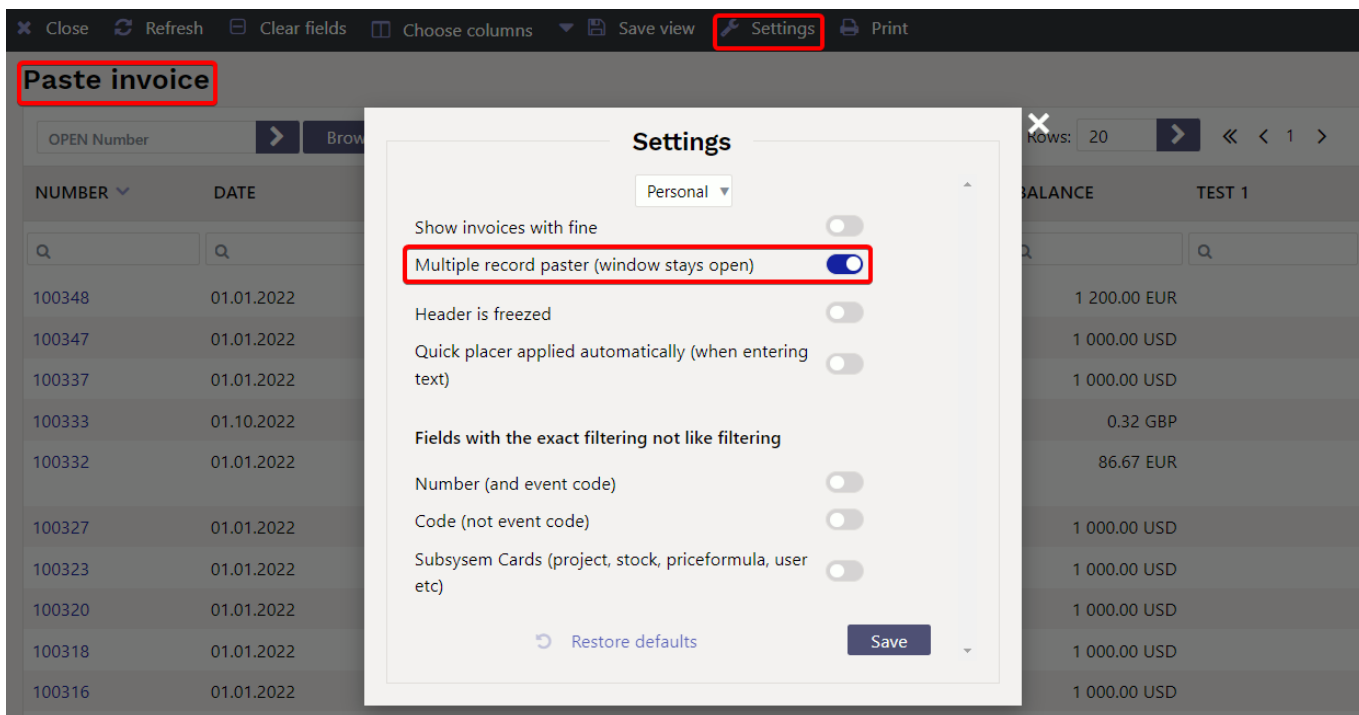 Close Refresh Clear fields Choose columns Save view Settings Print
Paste invoice
OPEN Number Brow Rows: 20 1
Settings
Personal
NUMBER DATE BALANCE TEST 1
Show invoices with fine
Multiple record paster (window stays open)
100348 01.01.2022 1 200.00 EUR
Header is freezed
100347 01.01.2022 1 000.00 USD
Quick placer applied automatically (when entering
text)
100337 01.01.2022 1 000.00 USD
100333 01.10.2022 0.32 GBP
Fields with the exact filtering not like filtering
100332 01.01.2022 86.67 EUR
Number (and event code)
Code (not event code)
100327 01.01.2022 1 000.00 USD
Subsysem Cards (project, stock, priceformula, user
etc)
100323 01.01.2022 1 000.00 USD
100320 01.01.2022 1 000.00 USD
Restore defaults Save
100318 01.01.2022 1 000.00 USD
100316 01.01.2022 1 000.00 USD